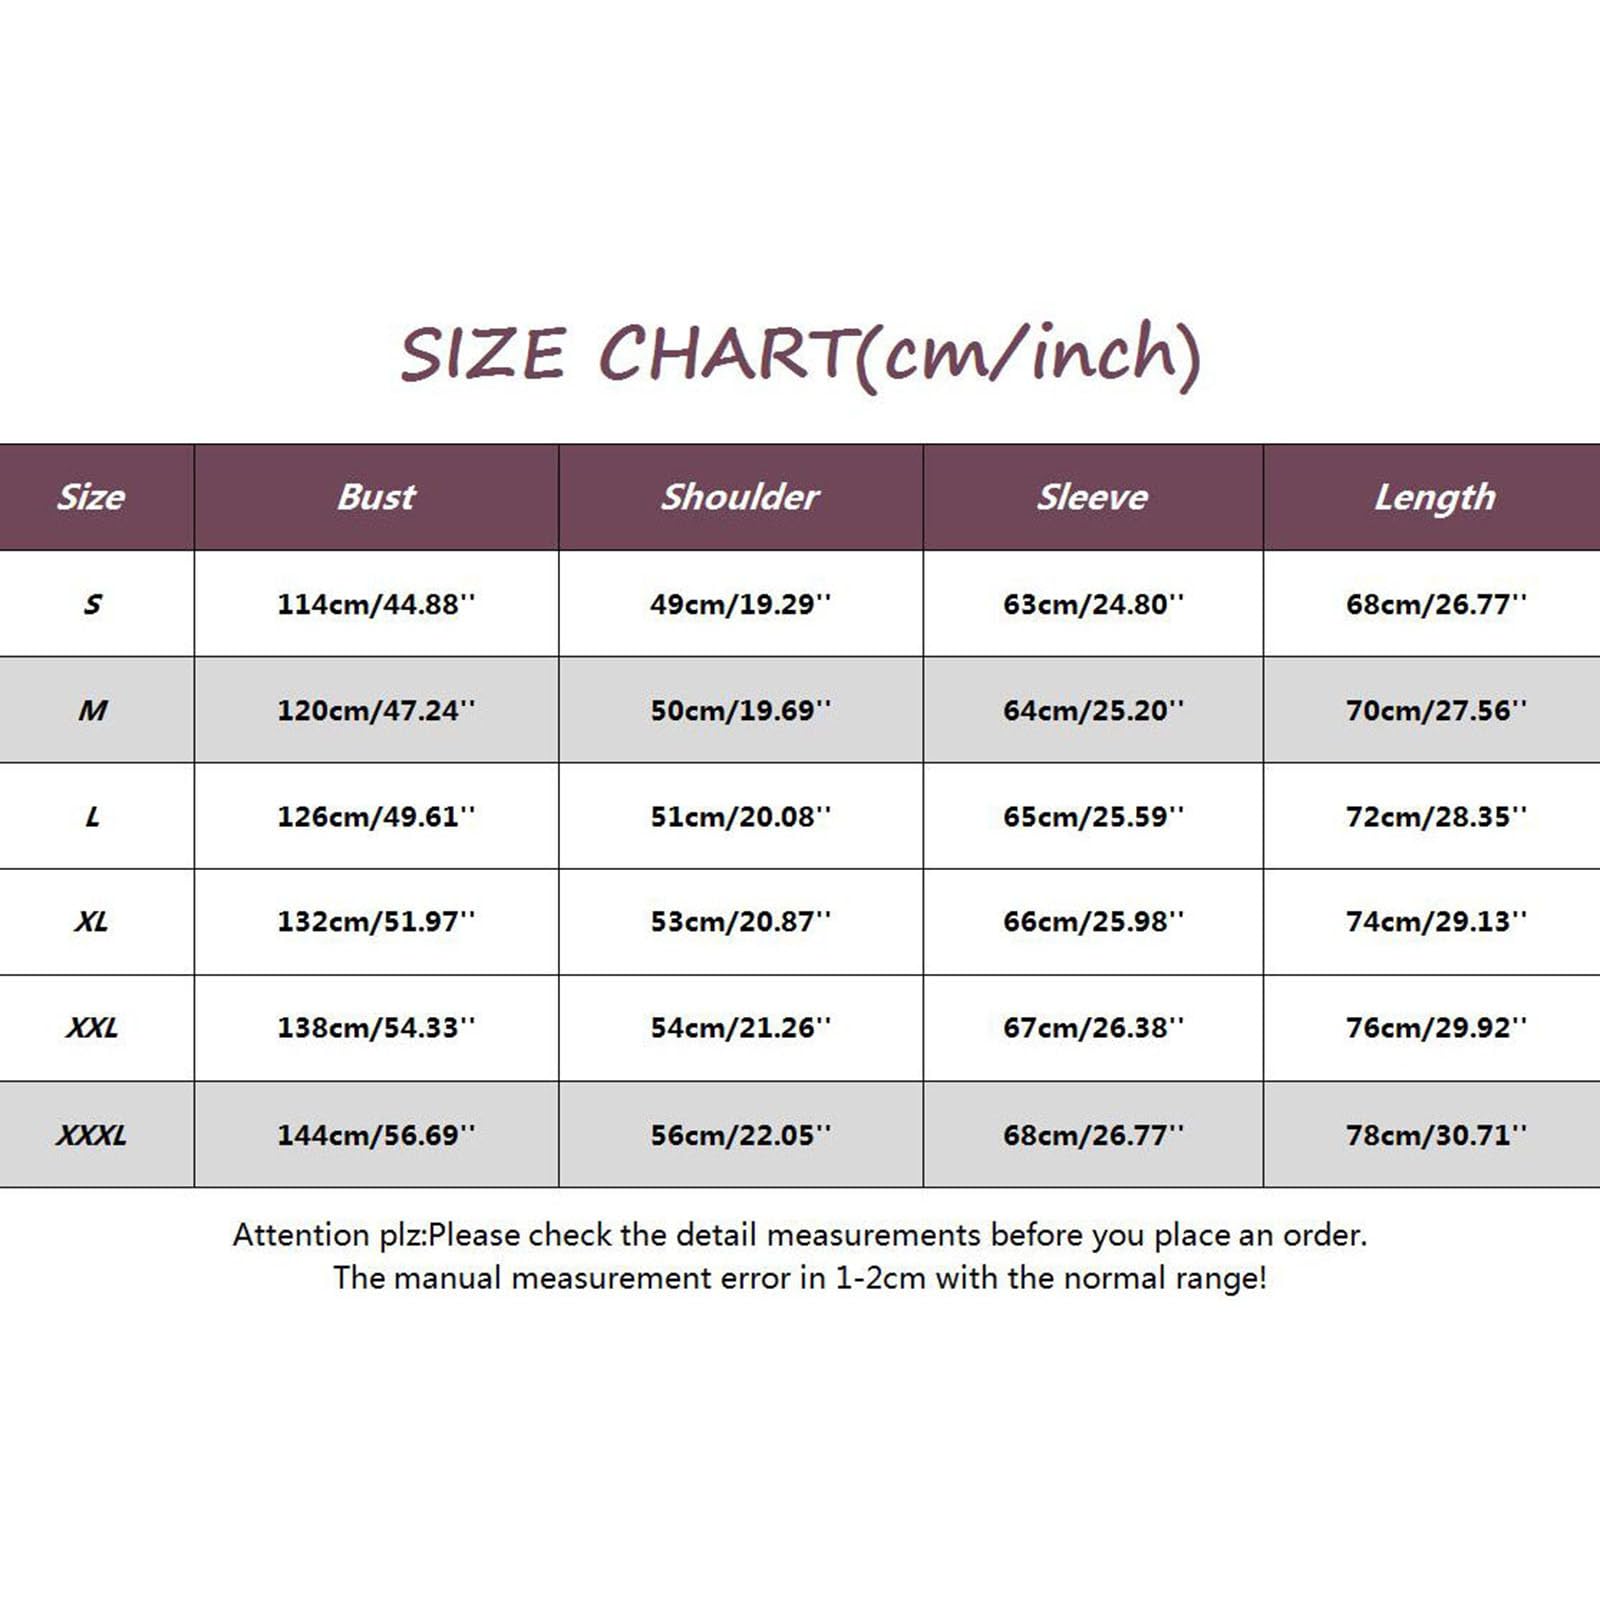 SIZE CHART(cm/inch)
Size Bust Shoulder Sleeve Length
S 114cm/44.88'' 49cm/19.29'' 63cm/24.80'' 68cm/26.77''
M 120cm/47.24'' 50cm/19.69'' 64cm/25.20'' 70cm/27.56''
L 126cm/49.61'' 51cm/20.08'' 65cm/25.59'' 72cm/28.35''
XL 132cm/51.97'' 53cm/20.87'' 66cm/25.98'' 74cm/29.13''
XXL 138cm/54.33'' 54cm/21.26'' 67cm/26.38'' 76cm/29.92''
XXXL 144cm/56.69'' 56cm/22.05'' 68cm/26.77'' 78cm/30.71''
Attention plz:Please check the detail measurements before you place an order.
The manual measurement error in 1-2cm with the normal range!